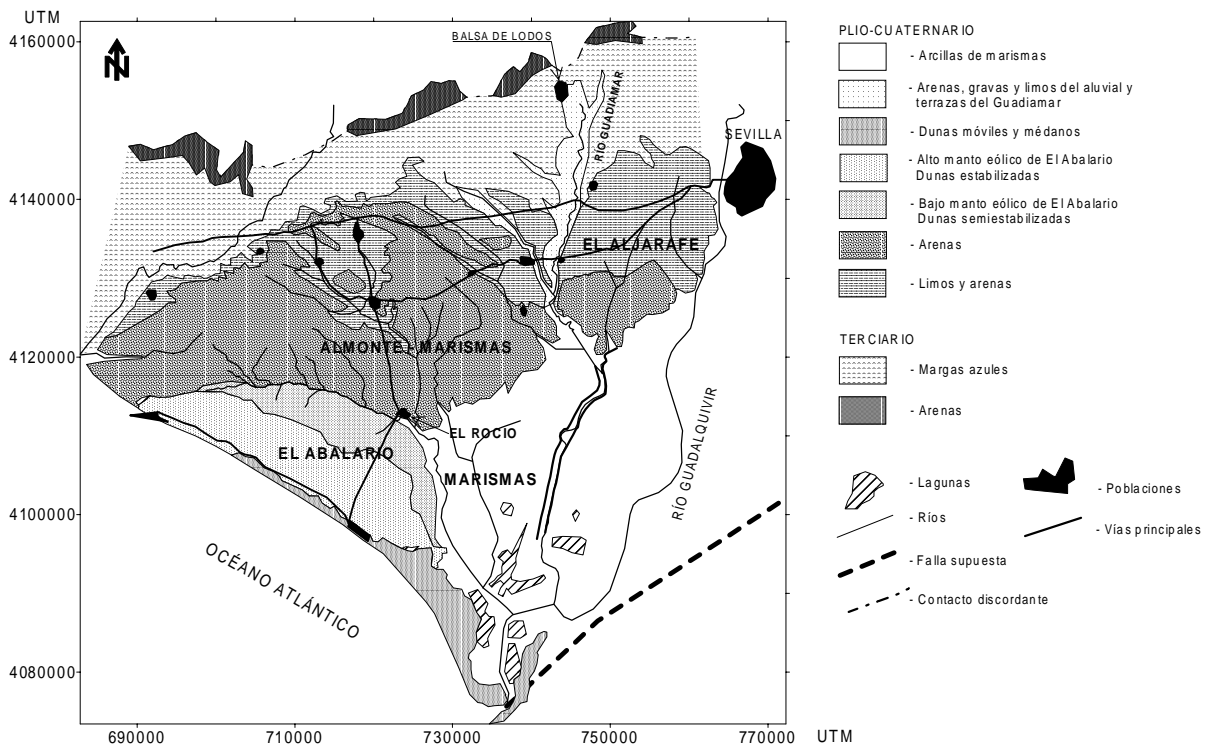 UTM
4160000
4140000
4120000
4100000
4080000
690000
710000
730000
750000
770000
UTM
N
BALSA DE LODOS
RÍO GUADIAMAR
SEVILLA
EL ALJARAFE
ALMONTE - MARISMAS
EL ROCIO
EL ABALARIO
MARISMAS
RÍO GUADALQUIVIR
OCÉANO ATLÁNTICO
PLIO-CUATERNARIO
- Arcillas de marismas
- Arenas, gravas y limos del aluvial y
terrazas del Guadiamar
- Dunas móviles y médanos
- Alto manto eólico de El Abalario
Dunas estabilizadas
- Bajo manto eólico de El Abalario
Dunas semiestabilizadas
- Arenas
- Limos y arenas
TERCIARIO
- Margas azules
- Arenas
- Lagunas
- Poblaciones
- Ríos
- Vías principales
- Falla supuesta
- Contacto discordante